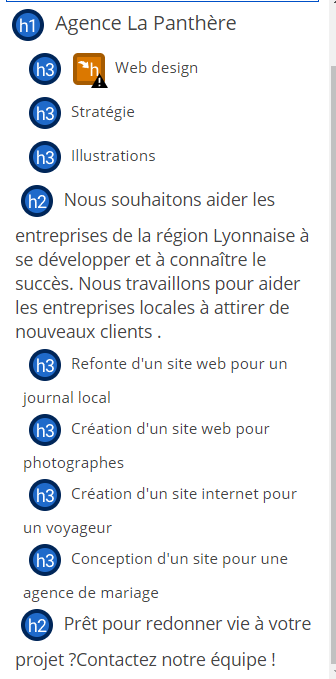 h1 Agence La Panthère
h3 h Web design
h3 Stratégie
h3 Illustrations
h2 Nous souhaitons aider les
entreprises de la région Lyonnaise à
se développer et à connaître le
succès. Nous travaillons pour aider
les entreprises locales à attirer de
nouveaux clients .
h3 Refonte d'un site web pour un
journal local
h3 Création d'un site web pour
photographes
h3 Création d'un site internet pour
un voyageur
h3 Conception d'un site pour une
agence de mariage
h2 Prêt pour redonner vie à votre
projet ?Contactez notre équipe !